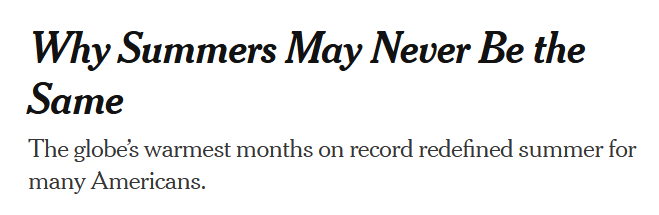 Why Summers May Never Be the
Same
The globe’s warmest months on record redefined summer for
many Americans.